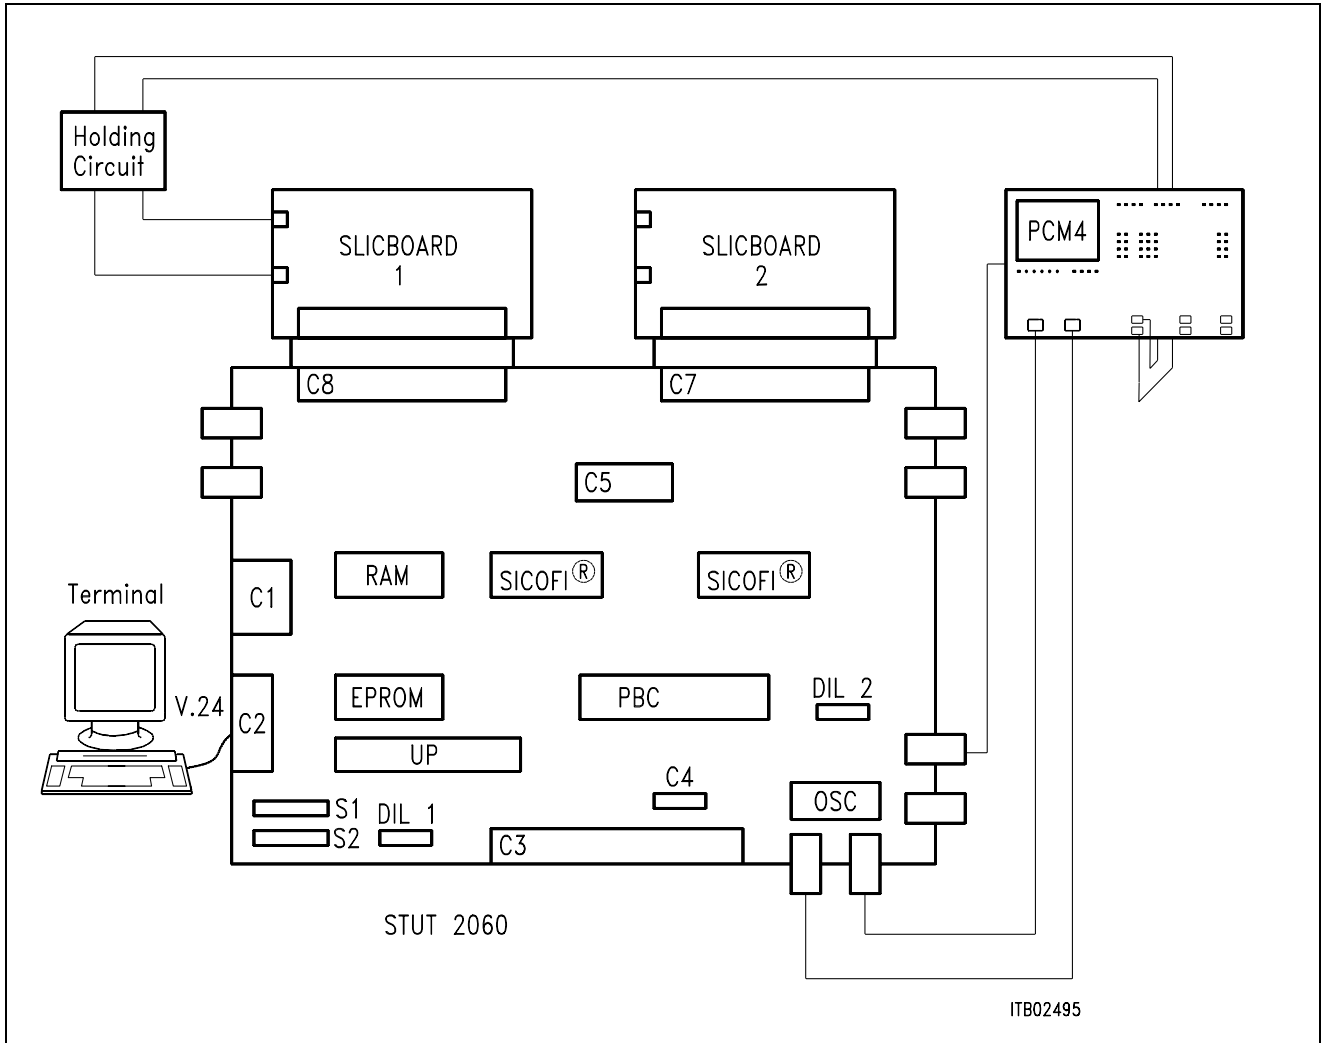 Holding
Circuit
SLICBOARD
1
SLICBOARD
2
PCM4
C8
C7
C5
RAM
SICOFI®
SICOFI®
C1
Terminal
V.24
C2
EPROM
PBC
DIL 2
UP
C4
OSC
S1
DIL 1
S2
C3
STUT 2060
ITB02495